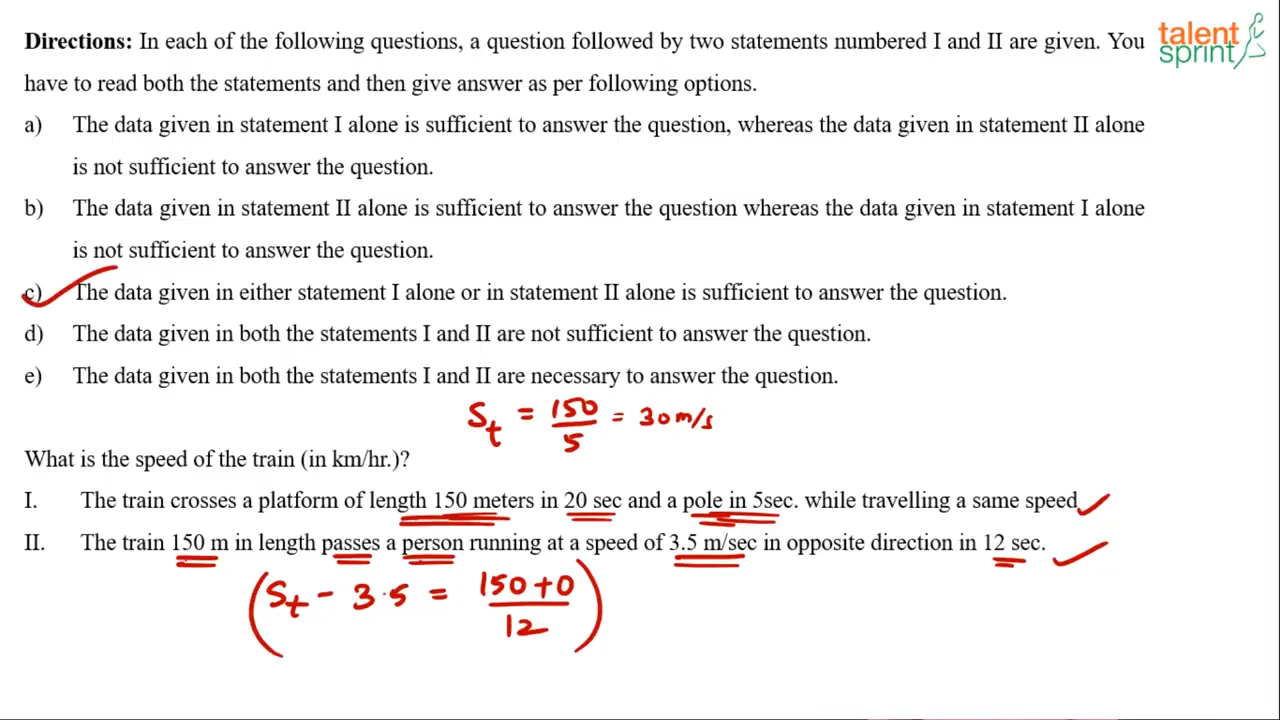 Directions: In each of the following questions, a question followed by two statements numbered I and II are given. You
talent
sprint
have to read both the statements and then give answer as per following options.
a) The data given in statement I alone is sufficient to answer the question, whereas the data given in statement II alone
is not sufficient to answer the question.
b) The data given in statement II alone is sufficient to answer the question whereas the data given in statement I alone
is not sufficient to answer the question.
c) The data given in either statement I alone or in statement II alone is sufficient to answer the question.
d) The data given in both the statements I and II are not sufficient to answer the question.
e) The data given in both the statements I and II are necessary to answer the question.
St = 150/5 = 30 m/s
What is the speed of the train (in km/hr.)?
I. The train crosses a platform of length 150 meters in 20 sec and a pole in 5sec. while travelling a same speed
II. The train 150 m in length passes a person running at a speed of 3.5 m/sec in opposite direction in 12 sec.
(St - 3.5 = 150+0/12)